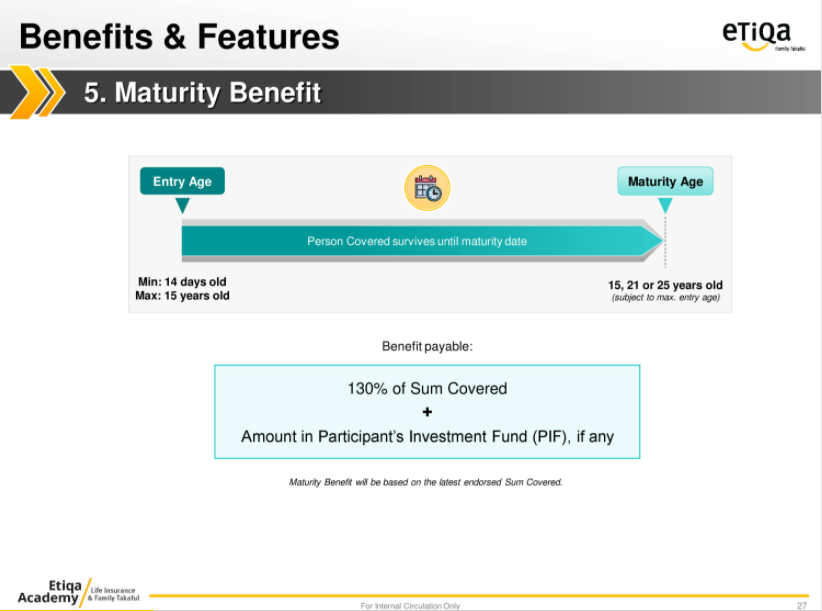 Benefits & Features
eTiQa
Family Takaful
5. Maturity Benefit
Entry Age
Maturity Age
Person Covered survives until maturity date
Min: 14 days old
Max: 15 years old
15, 21 or 25 years old
(subject to max. entry age)
Benefit payable:
130% of Sum Covered
+
Amount in Participant's Investment Fund (PIF), if any
Maturity Benefit will be based on the latest endorsed Sum Covered.
Etiqa
Academy
Life Insurance
& Family Takaful
For Internal Circulation Only
27